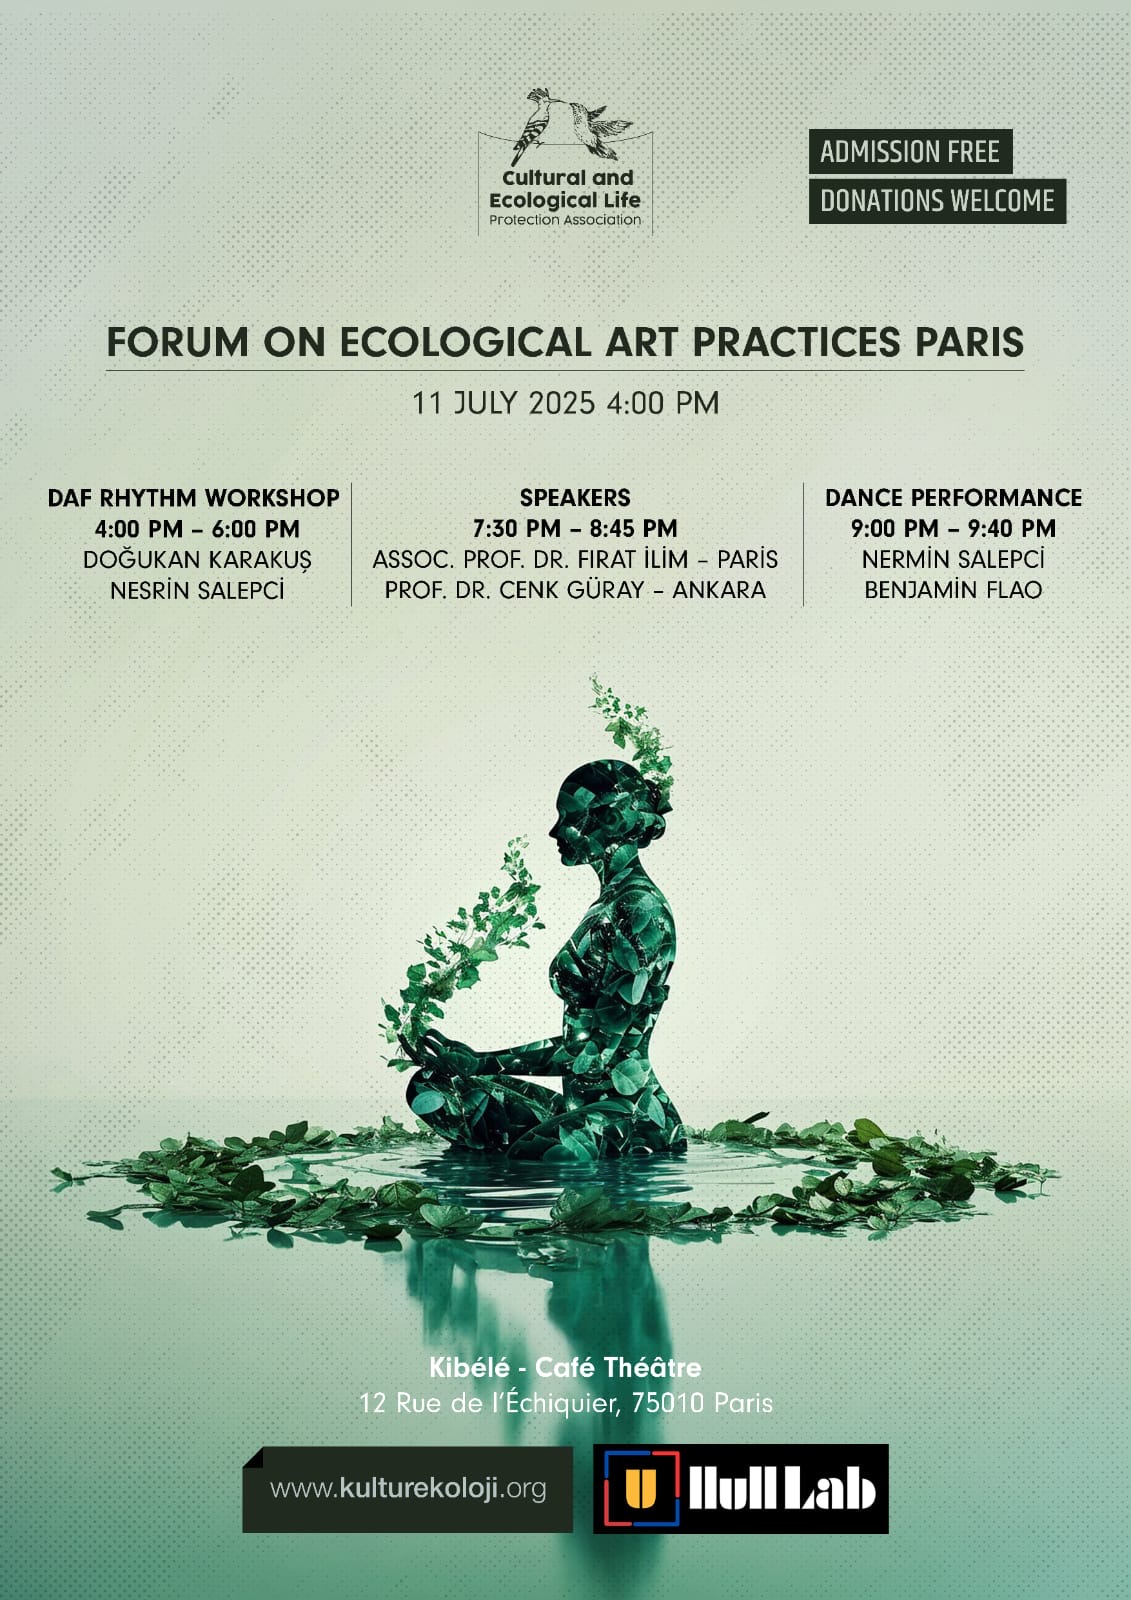 Cultural and
Ecological Life
Protection Association
ADMISSION FREE
DONATIONS WELCOME
FORUM ON ECOLOGICAL ART PRACTICES PARIS
11 JULY 2025 4:00 PM
DAF RHYTHM WORKSHOP
4:00 PM – 6:00 PM
DOĞUKAN KARAKUŞ
NESRİN SALEPCİ
SPEAKERS
7:30 PM – 8:45 PM
ASSOC. PROF. DR. FIRAT İLİM – PARİS
PROF. DR. CENK GÜRAY – ANKARA
DANCE PERFORMANCE
9:00 PM – 9:40 PM
NERMİN SALEPCİ
BENJAMİN FLAO
Kibélé - Café Théâtre
12 Rue de l'Échiquier, 75010 Paris
www.kulturekoloji.org